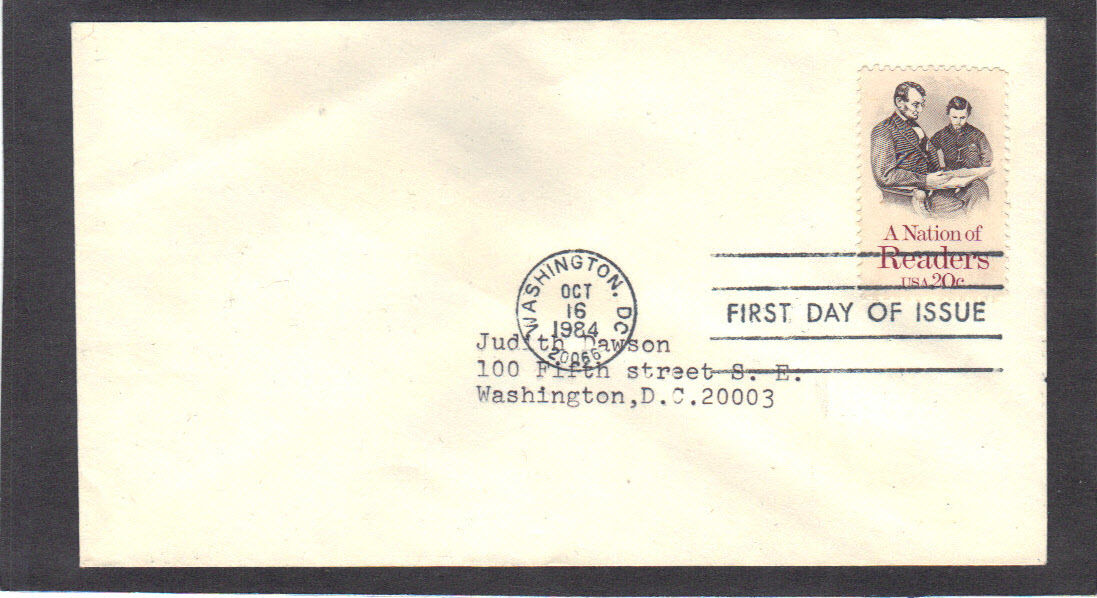 A Nation of
Readers
USA 20c
WASHINGTON, DC
OCT
16
1984
20066
FIRST DAY OF ISSUE
Judith Dawson
100 Fifth street S. E.
Washington,D.C.20003